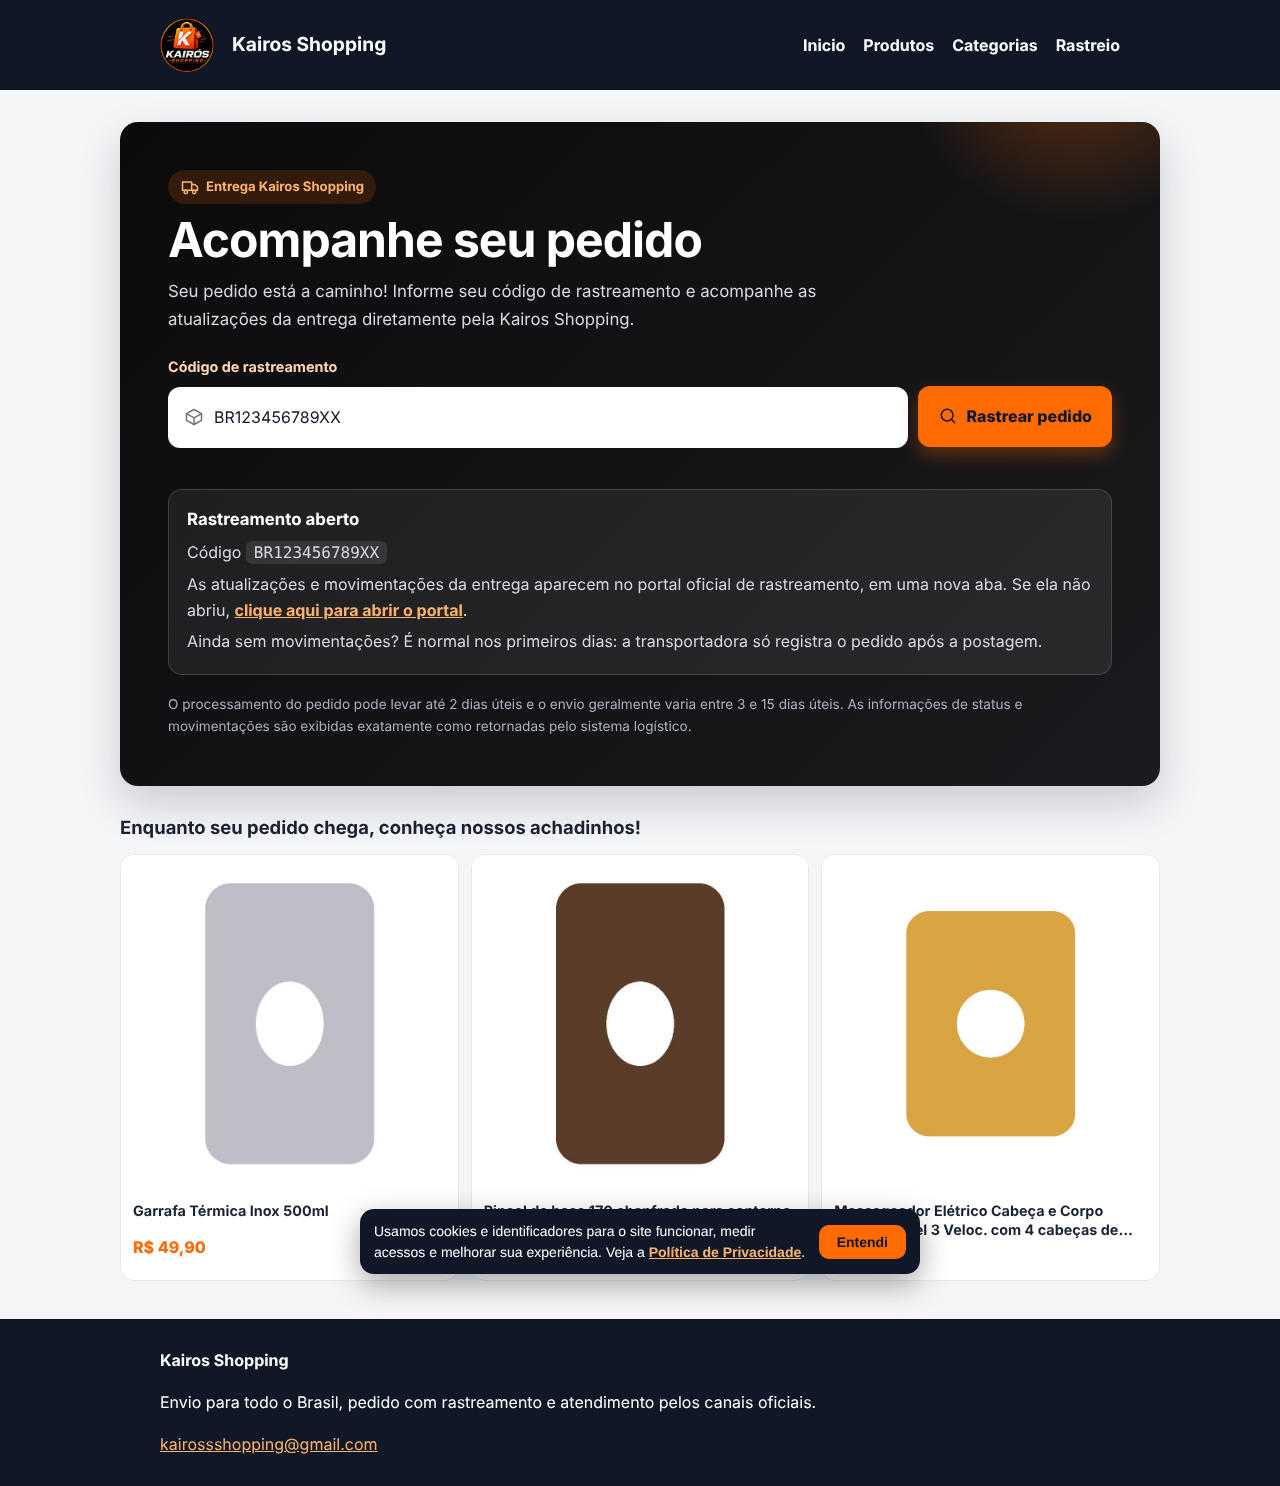 KAIRÓS
SHOPPING
Kairos Shopping
Inicio Produtos Categorias Rastreio
Entrega Kairos Shopping
Acompanhe seu pedido
Seu pedido está a caminho! Informe seu código de rastreamento e acompanhe as
atualizações da entrega diretamente pela Kairos Shopping.
Código de rastreamento
BR123456789XX
Rastrear pedido
Rastreamento aberto
Código BR123456789XX
As atualizações e movimentações da entrega aparecem no portal oficial de rastreamento, em uma nova aba. Se ela não
abriu, clique aqui para abrir o portal.
Ainda sem movimentações? É normal nos primeiros dias: a transportadora só registra o pedido após a postagem.
O processamento do pedido pode levar até 2 dias úteis e o envio geralmente varia entre 3 e 15 dias úteis. As informações de status e
movimentações são exibidas exatamente como retornadas pelo sistema logístico.
Enquanto seu pedido chega, conheça nossos achadinhos!
Garrafa Térmica Inox 500ml
R$ 49,90
Elétrico Cabeça e Corpo
3 Veloc. com 4 cabeças de...
Usamos cookies e identificadores para o site funcionar, medir
acessos e melhorar sua experiência. Veja a Política de Privacidade.
Entendi
Kairos Shopping
Envio para todo o Brasil, pedido com rastreamento e atendimento pelos canais oficiais.
kairossshopping@gmail.com